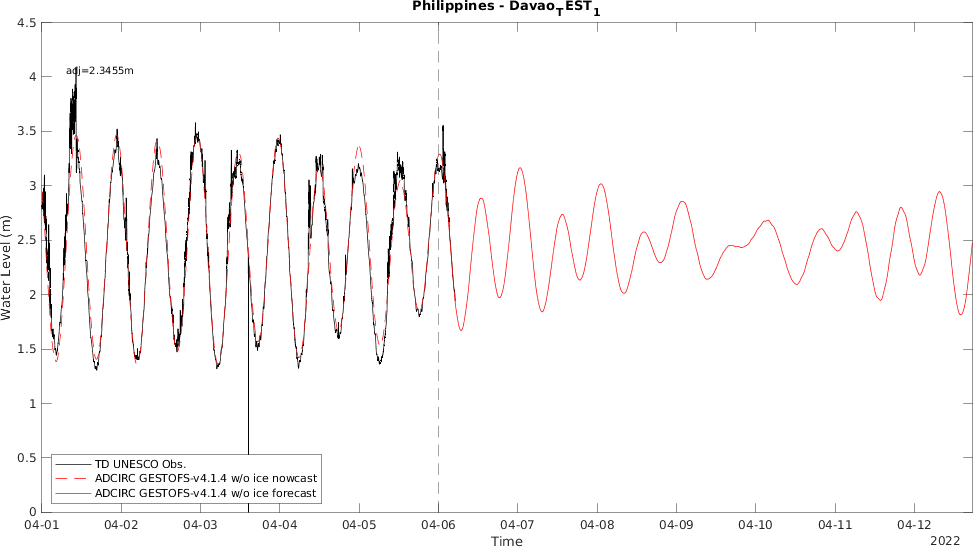 Philippines - Davao_TEST_1
4.5
4
3.5
3
2.5
2
1.5
1
0.5
0
Water Level (m)
adj=2.3455m
TD UNESCO Obs.
ADCIRC GESTOFS-v4.1.4 w/o ice nowcast
ADCIRC GESTOFS-v4.1.4 w/o ice forecast
04-01 04-02 04-03 04-04 04-05 04-06 04-07 04-08 04-09 04-10 04-11 04-12
Time
2022